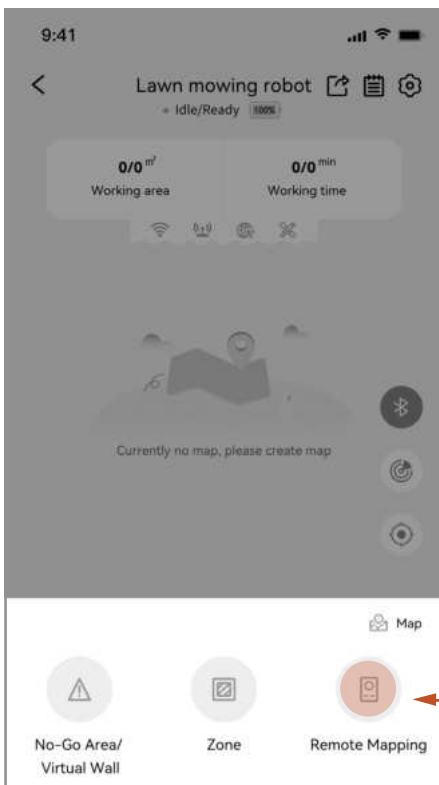 9:41
Lawn mowing robot
Idle/Ready 100%
0/0 m² 0/0 min
Working area Working time
Currently no map, please create map
Map
No-Go Area/ Zone Remote Mapping
Virtual Wall